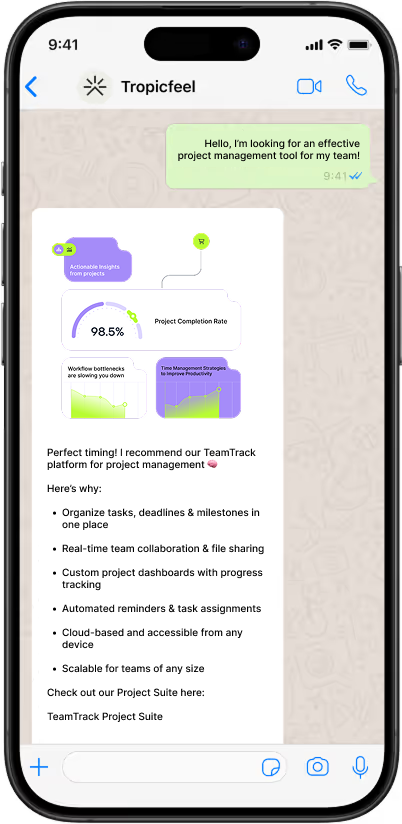 9:41
Tropicfeel
Hello, I'm looking for an effective
project management tool for my team!
9:41
Actionable Insights
from projects
98.5%
Project Completion Rate
Workflow bottlenecks
are slowing you down
Time Management Strategies
to Improve Productivity
Perfect timing! I recommend our TeamTrack
platform for project management 🧠
Here's why:
• Organize tasks, deadlines & milestones in
one place
• Real-time team collaboration & file sharing
• Custom project dashboards with progress
tracking
• Automated reminders & task assignments
• Cloud-based and accessible from any
device
• Scalable for teams of any size
Check out our Project Suite here:
TeamTrack Project Suite